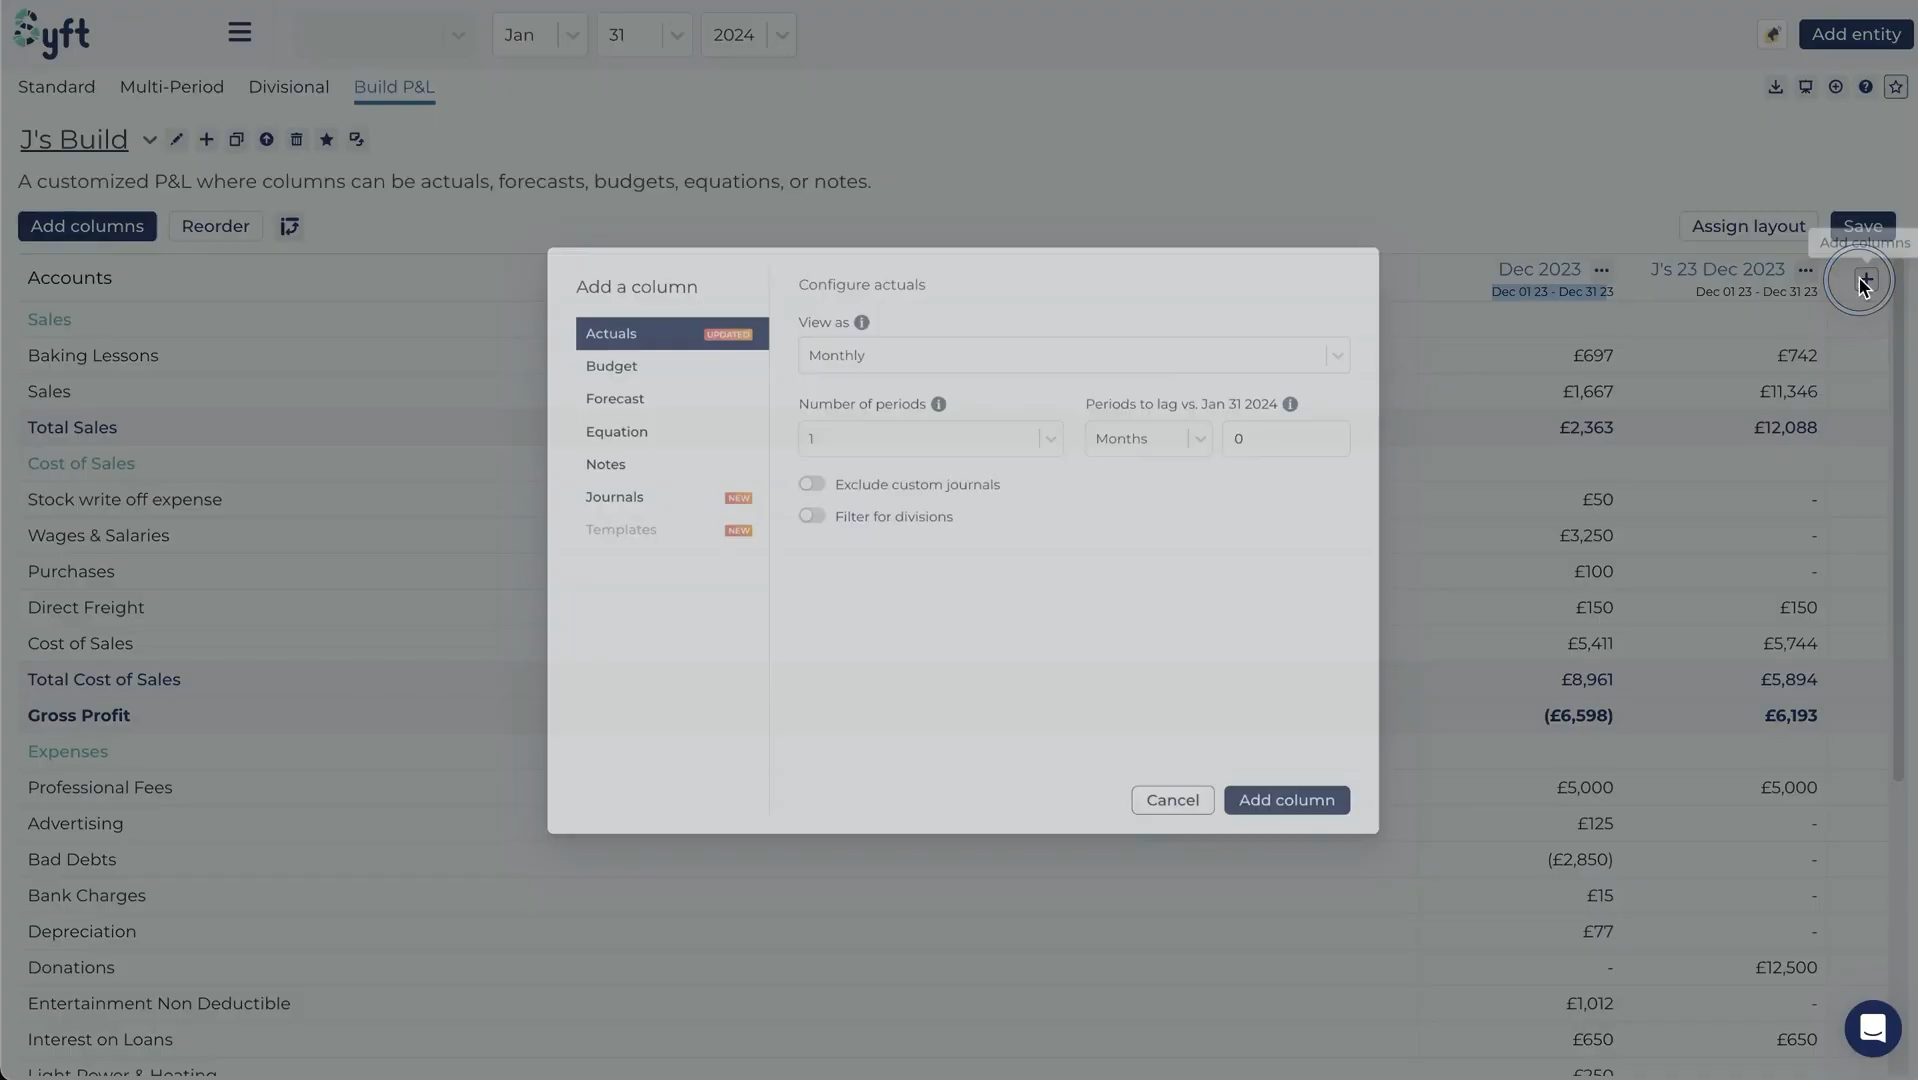 Syft
Jan 31 2024
Add entity
Standard Multi-Period Divisional Build P&L
J's Build
A customized P&L where columns can be actuals, forecasts, budgets, equations, or notes.
Add columns Reorder
Assign layout Save
Add columns
Accounts
Dec 2023 ... J's 23 Dec 2023 ...
Dec 01 23 - Dec 31 23 Dec 01 23 - Dec 31 23
Sales
Baking Lessons £697 £742
Sales £1,667 £11,346
Total Sales £2,363 £12,088
Cost of Sales
Stock write off expense £50 -
Wages & Salaries £3,250 -
Purchases £100 -
Direct Freight £150 £150
Cost of Sales £5,411 £5,744
Total Cost of Sales £8,961 £5,894
Gross Profit (£6,598) £6,193
Expenses
Professional Fees £5,000 £5,000
Advertising £125 -
Bad Debts (£2,850) -
Bank Charges £15 -
Depreciation £77 -
Donations - £12,500
Entertainment Non Deductible £1,012 -
Interest on Loans £650 £650
Light Power & Heating £250 -
Add a column
Actuals UPDATED
Budget
Forecast
Equation
Notes
Journals NEW
Templates NEW
Configure actuals
View as
Monthly
Number of periods Periods to lag vs. Jan 31 2024
1 Months 0
Exclude custom journals
Filter for divisions
Cancel Add column